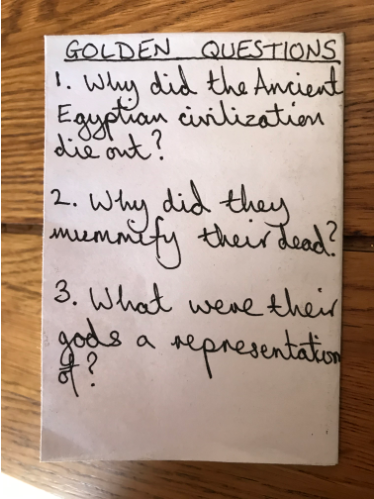 GOLDEN QUESTIONS
1. Why did the Ancient
Egyptian civilization
die out?
2. Why did they
mummify their dead?
3. What were their
gods a representation
of?